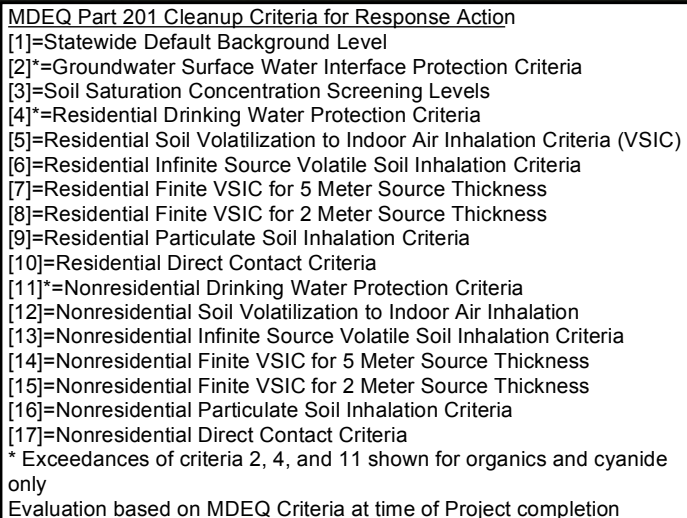 MDEQ Part 201 Cleanup Criteria for Response Action
[1]=Statewide Default Background Level
[2]*=Groundwater Surface Water Interface Protection Criteria
[3]=Soil Saturation Concentration Screening Levels
[4]*=Residential Drinking Water Protection Criteria
[5]=Residential Soil Volatilization to Indoor Air Inhalation Criteria (VSIC)
[6]=Residential Infinite Source Volatile Soil Inhalation Criteria
[7]=Residential Finite VSIC for 5 Meter Source Thickness
[8]=Residential Finite VSIC for 2 Meter Source Thickness
[9]=Residential Particulate Soil Inhalation Criteria
[10]=Residential Direct Contact Criteria
[11]*=Nonresidential Drinking Water Protection Criteria
[12]=Nonresidential Soil Volatilization to Indoor Air Inhalation
[13]=Nonresidential Infinite Source Volatile Soil Inhalation Criteria
[14]=Nonresidential Finite VSIC for 5 Meter Source Thickness
[15]=Nonresidential Finite VSIC for 2 Meter Source Thickness
[16]=Nonresidential Particulate Soil Inhalation Criteria
[17]=Nonresidential Direct Contact Criteria
* Exceedances of criteria 2, 4, and 11 shown for organics and cyanide
only
Evaluation based on MDEQ Criteria at time of Project completion